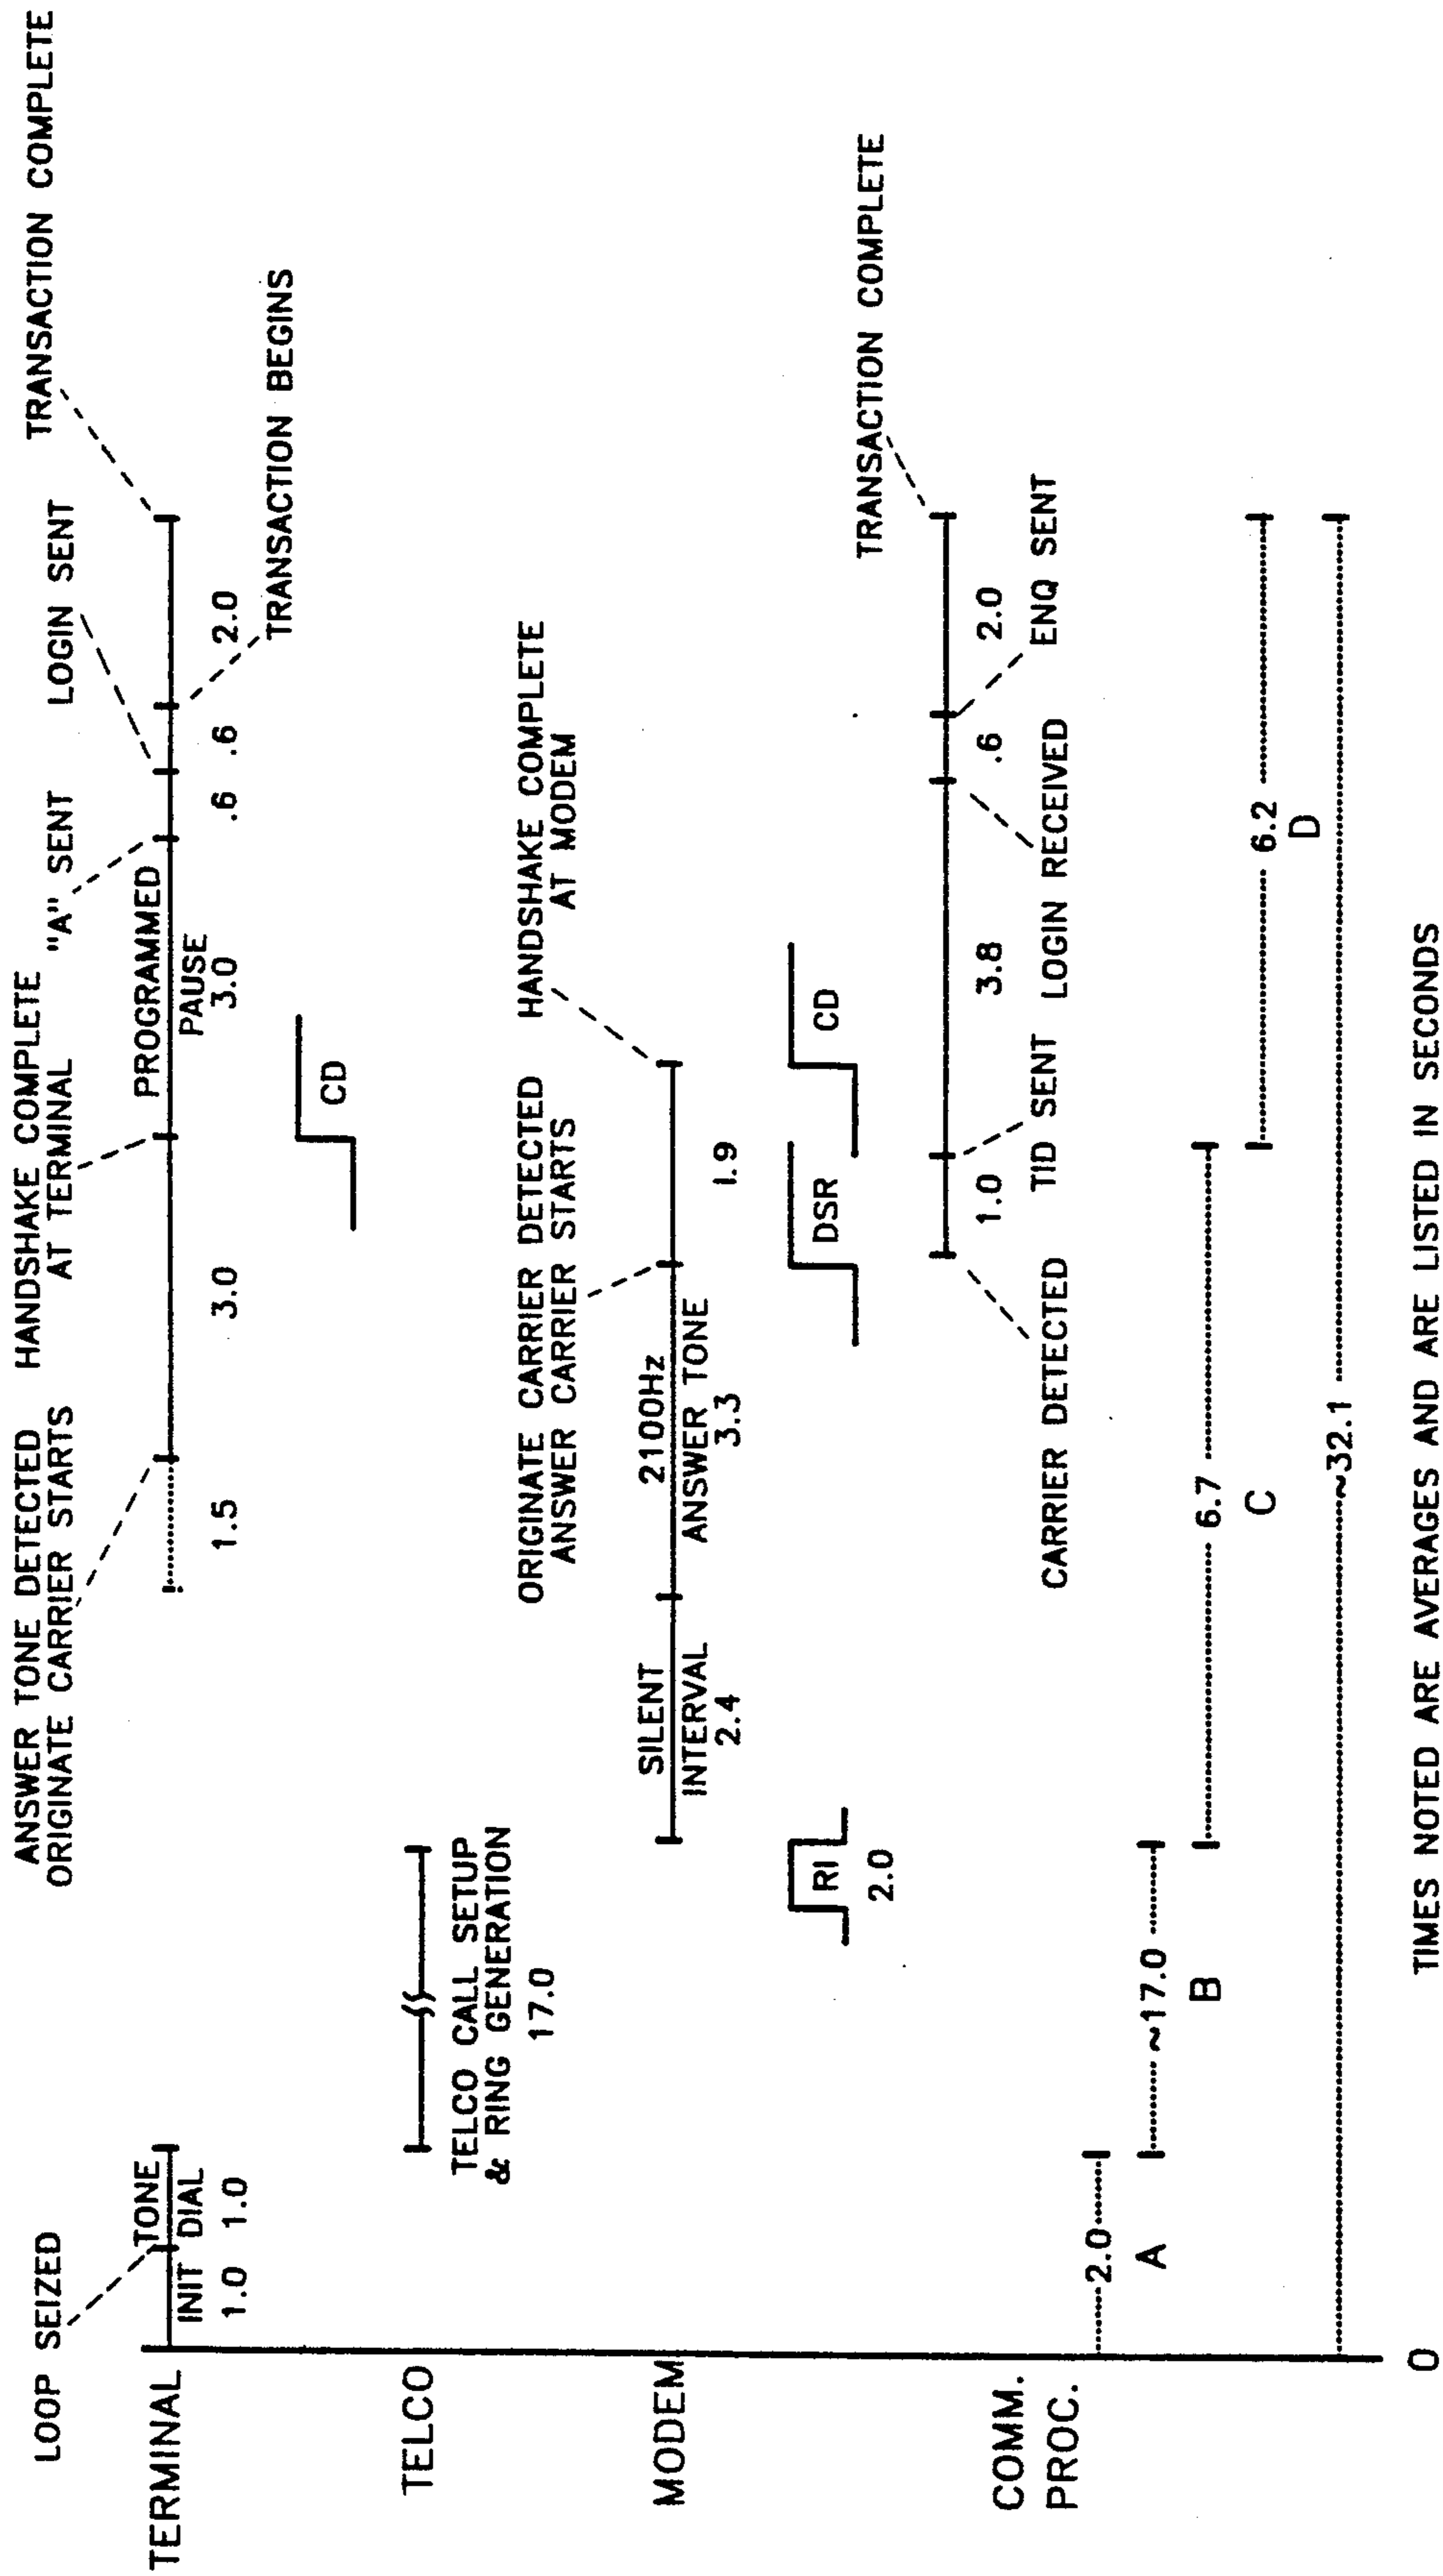 ANSWER TONE DETECTED
ORIGINATE CARRIER STARTS
HANDSHAKE COMPLETE
AT TERMINAL
"A" SENT
LOGIN SENT
TRANSACTION COMPLETE
LOOP SEIZED
TERMINAL
INIT
1.0
TONE
DIAL
1.0
1.5
3.0
PROGRAMMED
PAUSE
3.0
.6
.6
2.0
TRANSACTION BEGINS
CD
TELCO
TELCO CALL SETUP
& RING GENERATION
17.0
ORIGINATE CARRIER DETECTED
ANSWER CARRIER STARTS
HANDSHAKE COMPLETE
AT MODEM
MODEM
SILENT
INTERVAL
2.4
2100Hz
ANSWER TONE
3.3
1.9
RI
2.0
DSR
CD
TRANSACTION COMPLETE
COMM.
PROC.
1.0
3.8
.6
2.0
CARRIER DETECTED
TID SENT
LOGIN RECEIVED
ENQ SENT
2.0
A
~17.0
B
6.7
C
6.2
D
~32.1
0
TIMES NOTED ARE AVERAGES AND ARE LISTED IN SECONDS